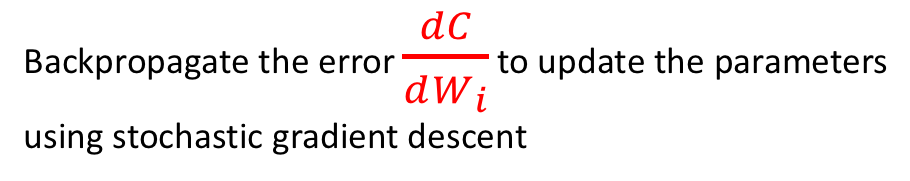 Backpropagate the error dC/dW_i to update the parameters
using stochastic gradient descent